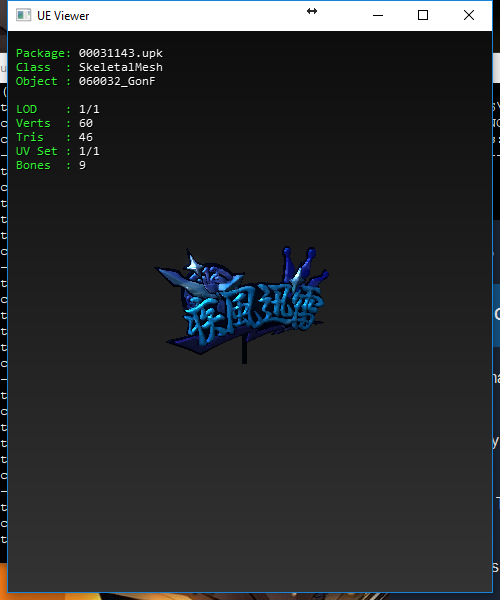 UE Viewer
Package: 00031143.upk
Class : SkeletalMesh
Object : 060032_GonF
LOD : 1/1
Verts : 60
Tris : 46
UV Set : 1/1
Bones : 9
疾風迅雷